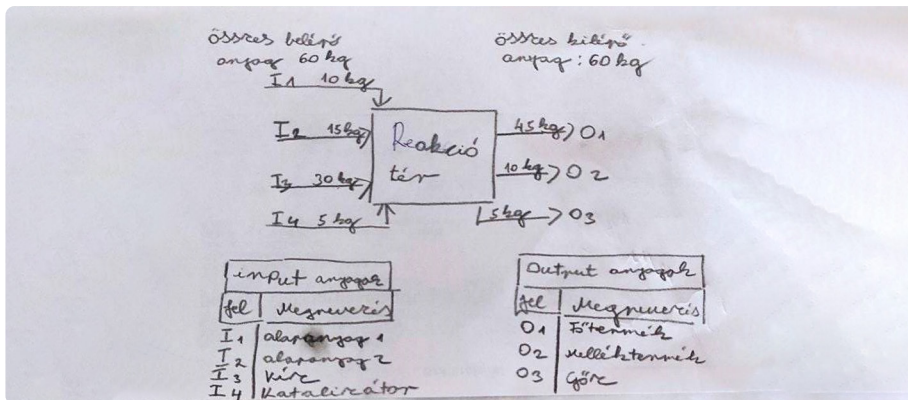 összes belépő
anyag 60 kg
összes kilépő
anyag: 60 kg
I1 10 kg
I2 15 kg
I3 30 kg
I4 5 kg
Reakció
tér
45 kg O1
10 kg O2
5 kg O3
input anyagok
jel Megnevezés
I1 alapanyag 1
I2 alapanyag 2
I3 Víz
I4 Katalizátor
Output anyagok
jel Megnevezés
O1 Főtermék
O2 Melléktermék
O3 Gőz